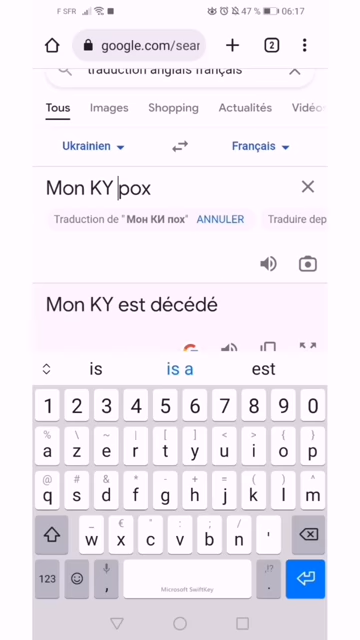 F SFR 47 % 06:17
google.com/sear 2
traduction anglais français
Tous Images Shopping Actualités Vidéo
Ukrainien Français
Mon KY pox
Traduction de "Мон КИ пох" ANNULER Traduire dep
Mon KY est décédé
is is a est
1 2 3 4 5 6 7 8 9 0
% \ ~ | [ ] < > { }
a z e r t y u i o p
@ # & * - + = ( ) ^
q s d f g h j k l m
_ € " : ; / 
w x c v b n '
,!?
123 , .
Microsoft SwiftKey